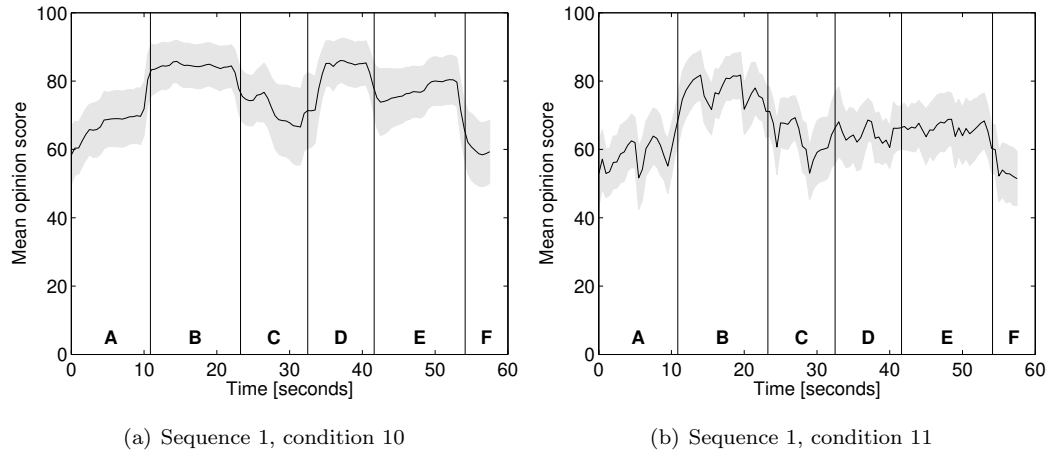 Mean opinion score
100
80
60
40
20
0
A B C D E F
0 10 20 30 40 50 60
Time [seconds]
(a) Sequence 1, condition 10
Mean opinion score
100
80
60
40
20
0
A B C D E F
0 10 20 30 40 50 60
Time [seconds]
(b) Sequence 1, condition 11